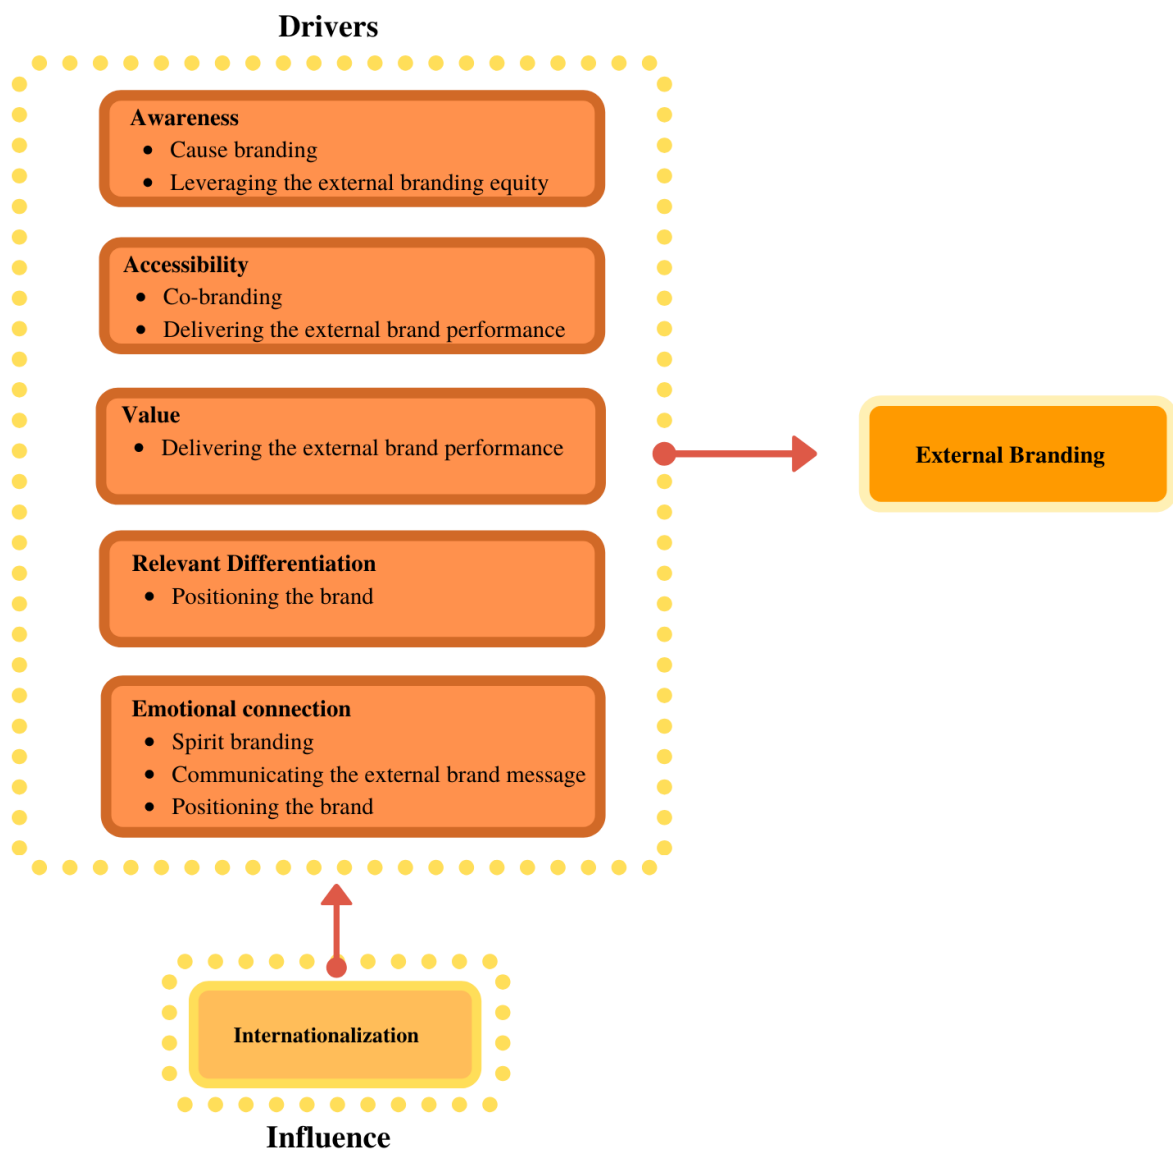 Drivers
Awareness
• Cause branding
• Leveraging the external branding equity
Accessibility
• Co-branding
• Delivering the external brand performance
Value
• Delivering the external brand performance
External Branding
Relevant Differentiation
• Positioning the brand
Emotional connection
• Spirit branding
• Communicating the external brand message
• Positioning the brand
Internationalization
Influence